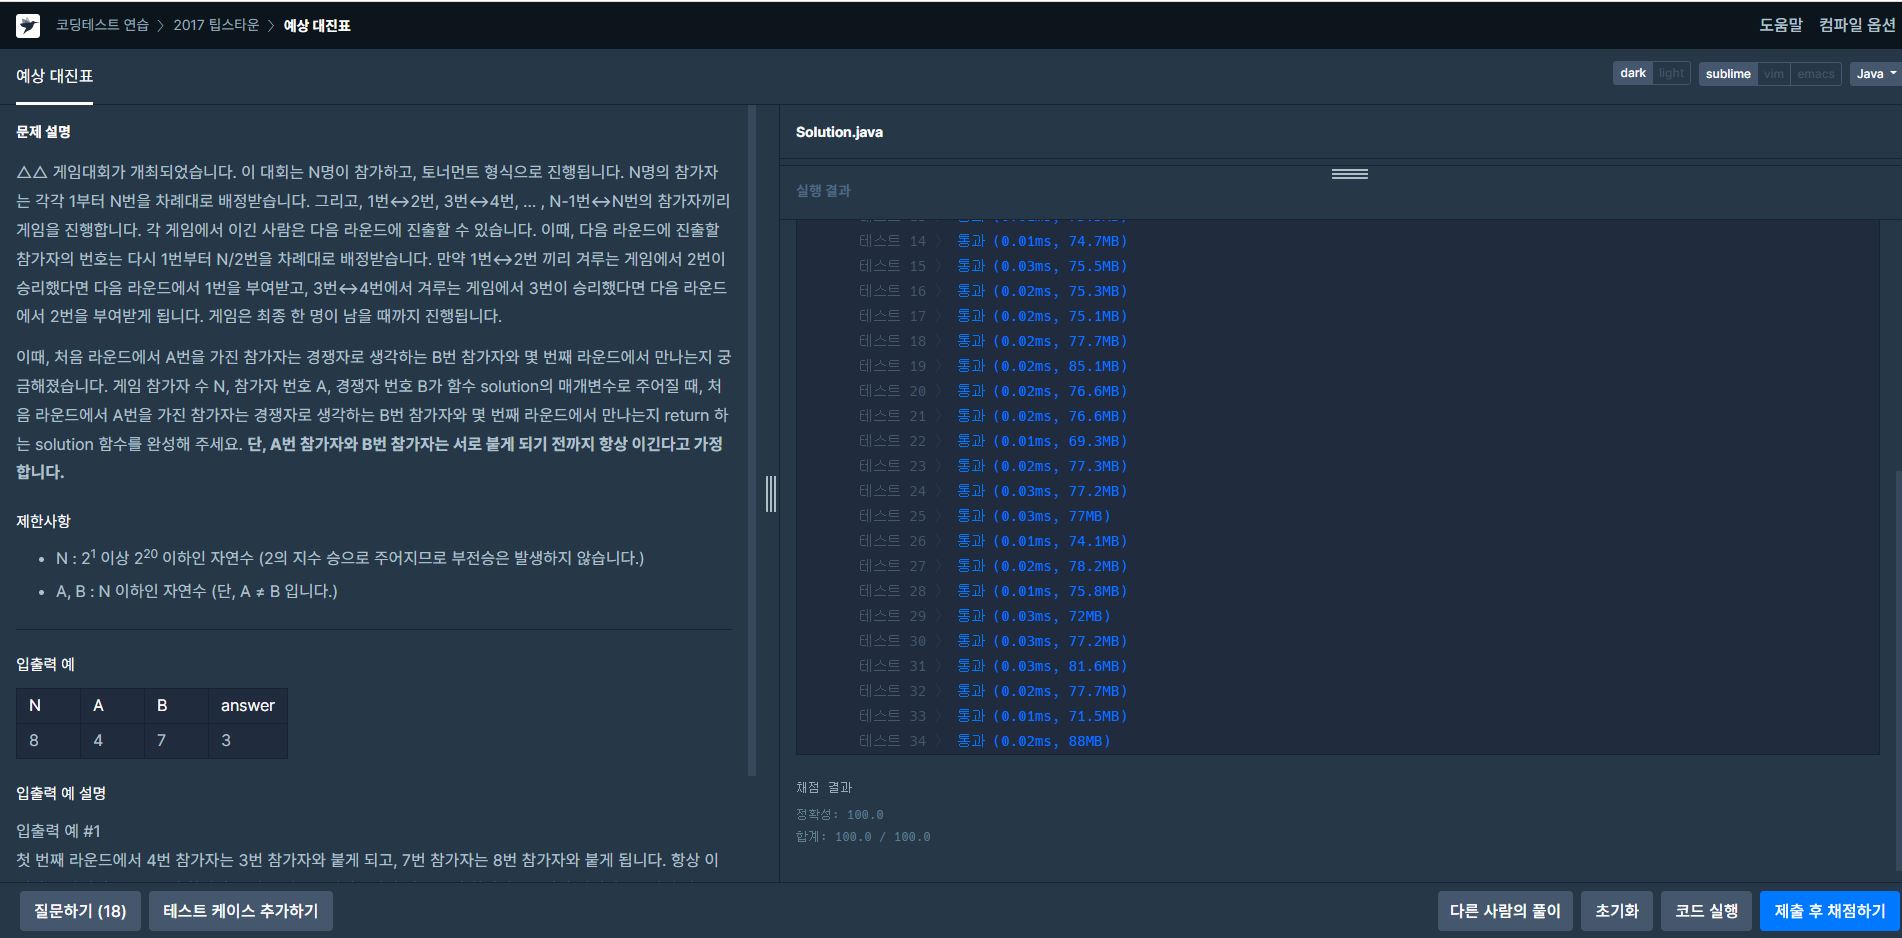 코딩테스트 연습 > 2017 팁스타운 > 예상 대진표
도움말 컴파일 옵션
예상 대진표
dark light sublime vim emacs Java
문제 설명
△△ 게임대회가 개최되었습니다. 이 대회는 N명이 참가하고, 토너먼트 형식으로 진행됩니다. N명의 참가자
는 각각 1부터 N번을 차례대로 배정받습니다. 그리고, 1번↔2번, 3번↔4번, ... , N-1번↔N번의 참가자끼리
게임을 진행합니다. 각 게임에서 이긴 사람은 다음 라운드에 진출할 수 있습니다. 이때, 다음 라운드에 진출할
참가자의 번호는 다시 1번부터 N/2번을 차례대로 배정받습니다. 만약 1번↔2번 끼리 겨루는 게임에서 2번이
승리했다면 다음 라운드에서 1번을 부여받고, 3번↔4번에서 겨루는 게임에서 3번이 승리했다면 다음 라운드
에서 2번을 부여받게 됩니다. 게임은 최종 한 명이 남을 때까지 진행됩니다.
이때, 처음 라운드에서 A번을 가진 참가자는 경쟁자로 생각하는 B번 참가자와 몇 번째 라운드에서 만나는지 궁
금해졌습니다. 게임 참가자 수 N, 참가자 번호 A, 경쟁자 번호 B가 함수 solution의 매개변수로 주어질 때, 처
음 라운드에서 A번을 가진 참가자는 경쟁자로 생각하는 B번 참가자와 몇 번째 라운드에서 만나는지 return 하
는 solution 함수를 완성해 주세요. 단, A번 참가자와 B번 참가자는 서로 붙게 되기 전까지 항상 이긴다고 가정
합니다.
제한사항
• N : 2¹ 이상 2²⁰ 이하인 자연수 (2의 지수 승으로 주어지므로 부전승은 발생하지 않습니다.)
• A, B : N 이하인 자연수 (단, A ≠ B 입니다.)
입출력 예
N A B answer
8 4 7 3
입출력 예 설명
입출력 예 #1
첫 번째 라운드에서 4번 참가자는 3번 참가자와 붙게 되고, 7번 참가자는 8번 참가자와 붙게 됩니다. 항상 이
Solution.java
실행 결과
테스트 14 > 통과 (0.01ms, 74.7MB)
테스트 15 > 통과 (0.03ms, 75.5MB)
테스트 16 > 통과 (0.02ms, 75.3MB)
테스트 17 > 통과 (0.02ms, 75.1MB)
테스트 18 > 통과 (0.02ms, 77.7MB)
테스트 19 > 통과 (0.02ms, 85.1MB)
테스트 20 > 통과 (0.02ms, 76.6MB)
테스트 21 > 통과 (0.02ms, 76.6MB)
테스트 22 > 통과 (0.01ms, 69.3MB)
테스트 23 > 통과 (0.02ms, 77.3MB)
테스트 24 > 통과 (0.03ms, 77.2MB)
테스트 25 > 통과 (0.03ms, 77MB)
테스트 26 > 통과 (0.01ms, 74.1MB)
테스트 27 > 통과 (0.02ms, 78.2MB)
테스트 28 > 통과 (0.01ms, 75.8MB)
테스트 29 > 통과 (0.03ms, 72MB)
테스트 30 > 통과 (0.03ms, 77.2MB)
테스트 31 > 통과 (0.03ms, 81.6MB)
테스트 32 > 통과 (0.02ms, 77.7MB)
테스트 33 > 통과 (0.01ms, 71.5MB)
테스트 34 > 통과 (0.02ms, 88MB)
채점 결과
정확성: 100.0
합계: 100.0 / 100.0
질문하기 (18) 테스트 케이스 추가하기 다른 사람의 풀이 초기화 코드 실행 제출 후 채점하기